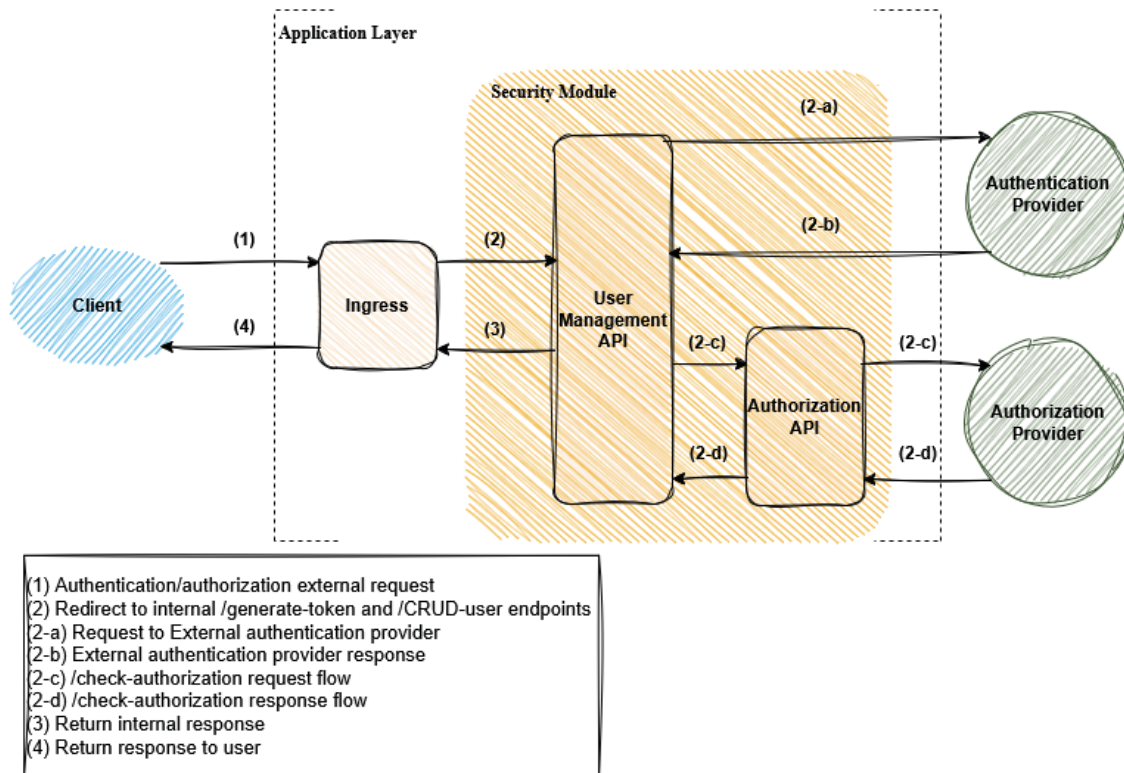 Application Layer
Security Module
(2-a)
Authentication
Provider
(1)
(2)
(2-b)
Client
Ingress
User
Management
API
(4)
(3)
(2-c)
(2-c)
Authorization
API
Authorization
Provider
(2-d)
(2-d)
(1) Authentication/authorization external request
(2) Redirect to internal /generate-token and /CRUD-user endpoints
(2-a) Request to External authentication provider
(2-b) External authentication provider response
(2-c) /check-authorization request flow
(2-d) /check-authorization response flow
(3) Return internal response
(4) Return response to user